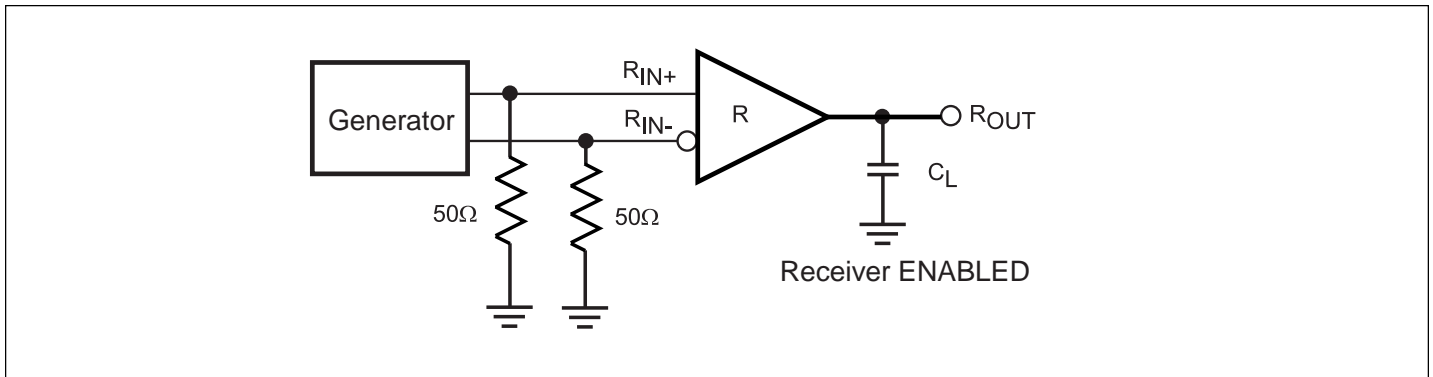 Generator
RIN+
RIN-
R
ROUT
50Ω
50Ω
CL
Receiver ENABLED